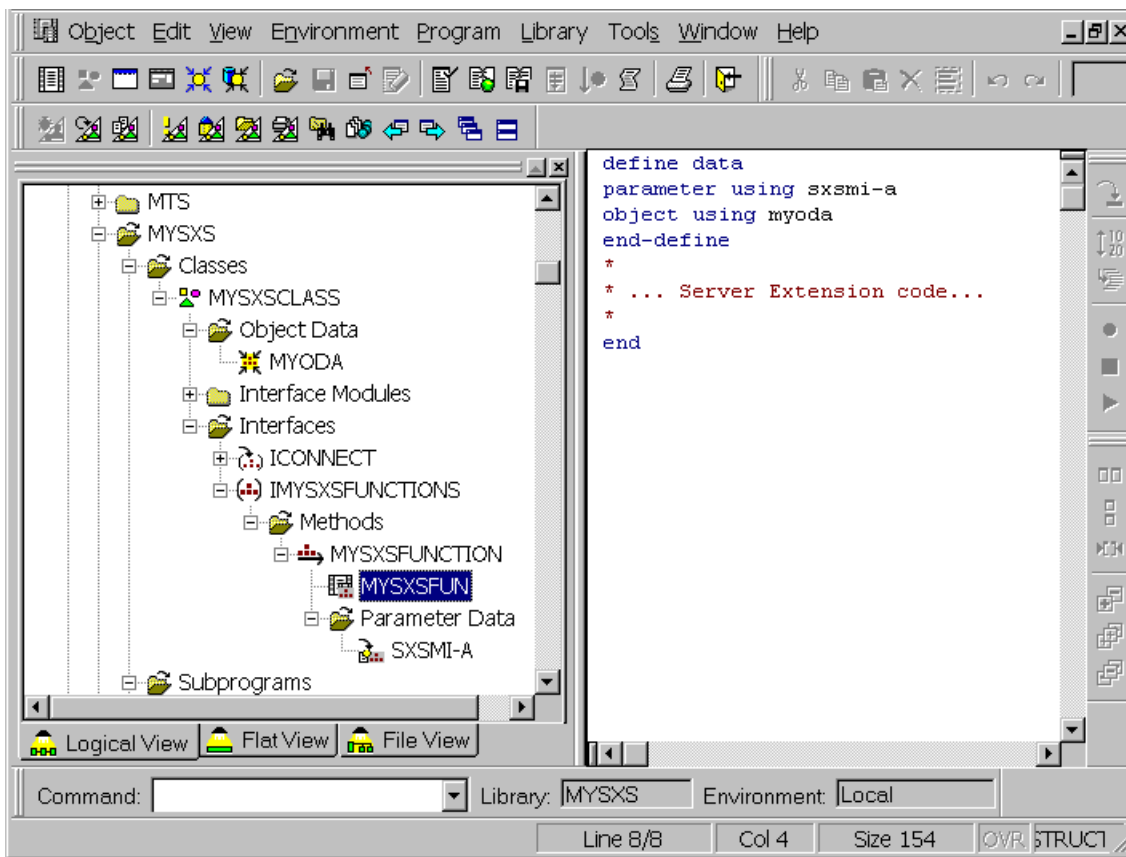 Object Edit View Environment Program Library Tools Window Help
MTS
MYSXS
Classes
MYSXSCLASS
Object Data
MYODA
Interface Modules
Interfaces
ICONNECT
IMYSXSFUNCTIONS
Methods
MYSXSFUNCTION
MYSXSFUN
Parameter Data
SXSMI-A
Subprograms
Logical View Flat View File View
define data
parameter using sxsmi-a
object using myoda
end-define
*
* ... Server Extension code...
*
end
10
20
Command: Library: MYSXS Environment: Local
Line 8/8 Col 4 Size 154 OVR STRUCT